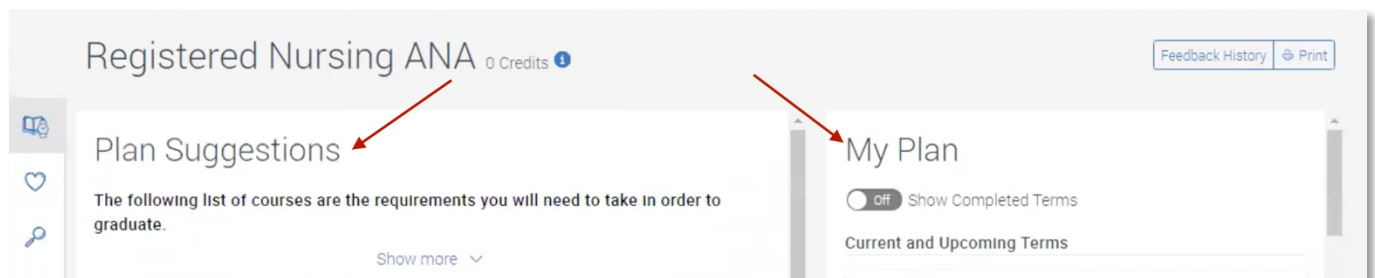 Registered Nursing ANA 0 Credits
Feedback History Print
Plan Suggestions
The following list of courses are the requirements you will need to take in order to
graduate.
Show more
My Plan
Off Show Completed Terms
Current and Upcoming Terms